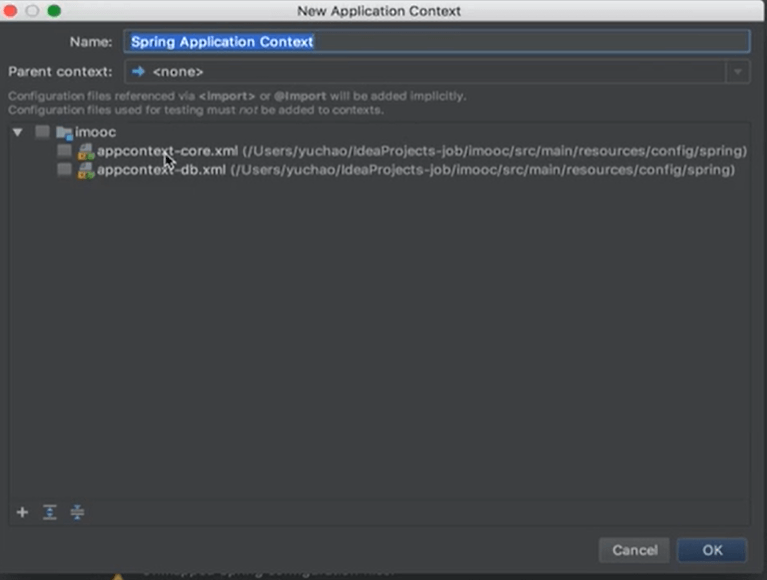 New Application Context
Name: Spring Application Context
Parent context: <none>
Configuration files referenced via <import> or @Import will be added implicitly.
Configuration files used for testing must not be added to contexts.
imooc
appcontext-core.xml (/Users/yuchao/IdeaProjects-job/imooc/src/main/resources/config/spring)
appcontext-db.xml (/Users/yuchao/IdeaProjects-job/imooc/src/main/resources/config/spring)
Cancel OK